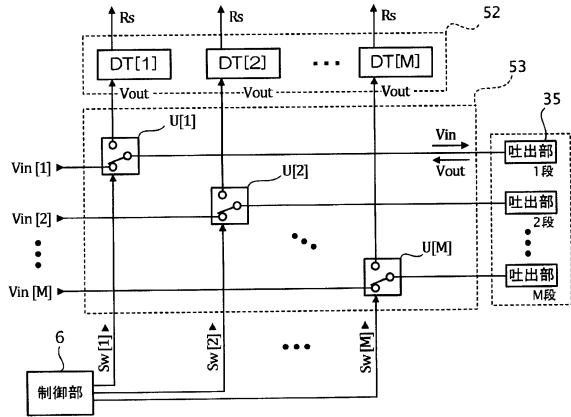 Rs Rs Rs 52
DT[1] DT[2] DT[M]
Vout Vout Vout 53
U[1] Vin 35
Vin [1] 吐出部
Vout 1段
U[2]
Vin [2] 吐出部
2段
U[M]
Vin [M] 吐出部
M段
6 Sw [1] Sw [2] Sw [M]
制御部